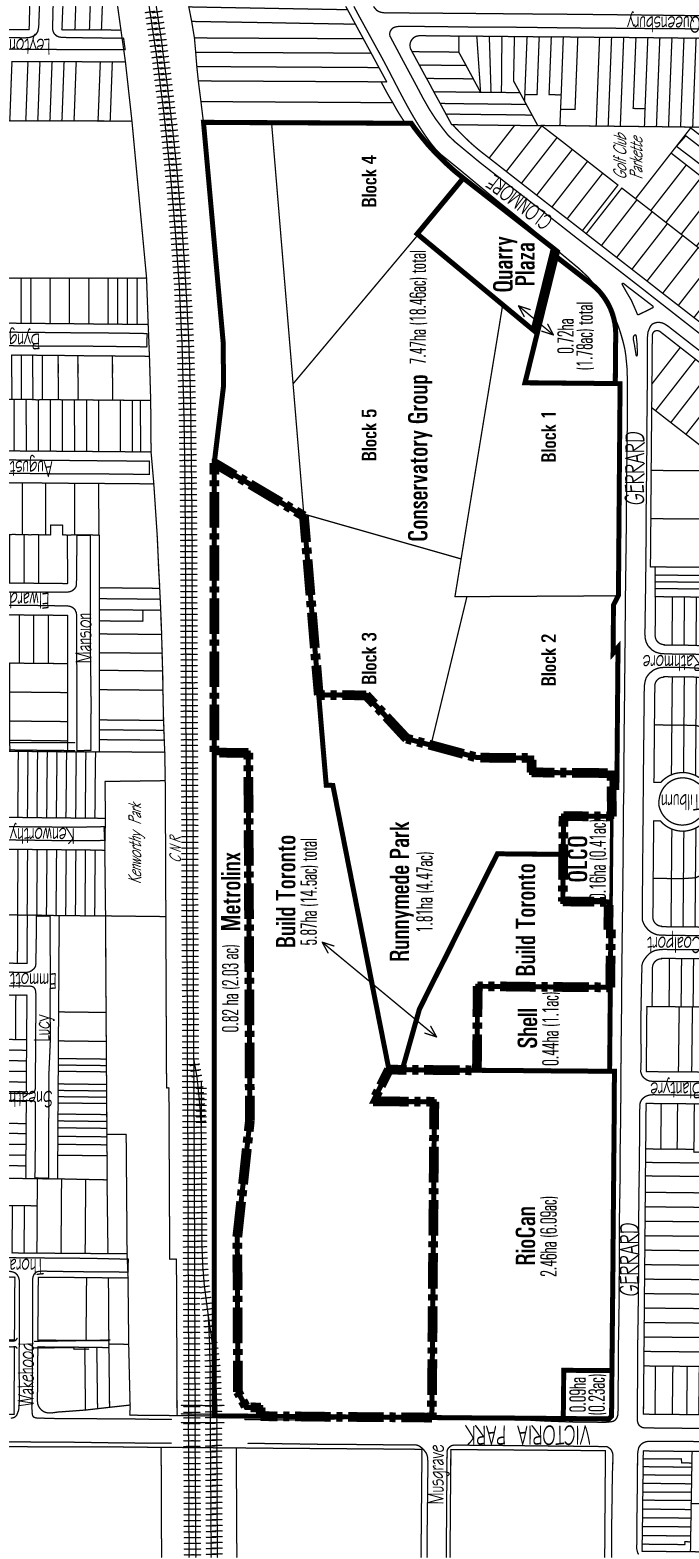 Wakehood
Thora
Sneath
Lucy
Emmott
Kenworthy
Mansion
Elward
August
Byng
Leyton
Kenworthy Park
CNR
0.82 ha (2.03 ac) Metrolinx
Build Toronto
5.87ha (14.5ac) total
Runnymede Park
1.81ha (4.47ac)
Build Toronto
OLCO
0.16ha (0.41ac)
Shell
0.44ha (1.1ac)
RioCan
2.46ha (6.09ac)
0.09ha
(0.23ac)
Block 3
Block 2
Block 5
Block 4
Conservatory Group 7.47ha (18.46ac) total
Block 1
Quarry
Plaza
0.72ha
(1.78ac) total
CLONMORE
Golf Club
Parkette
Queensbury
VICTORIA PARK
Musgrave
GERRARD
GERRARD
Blantyre
Coalport
Tilburn
Rathmore